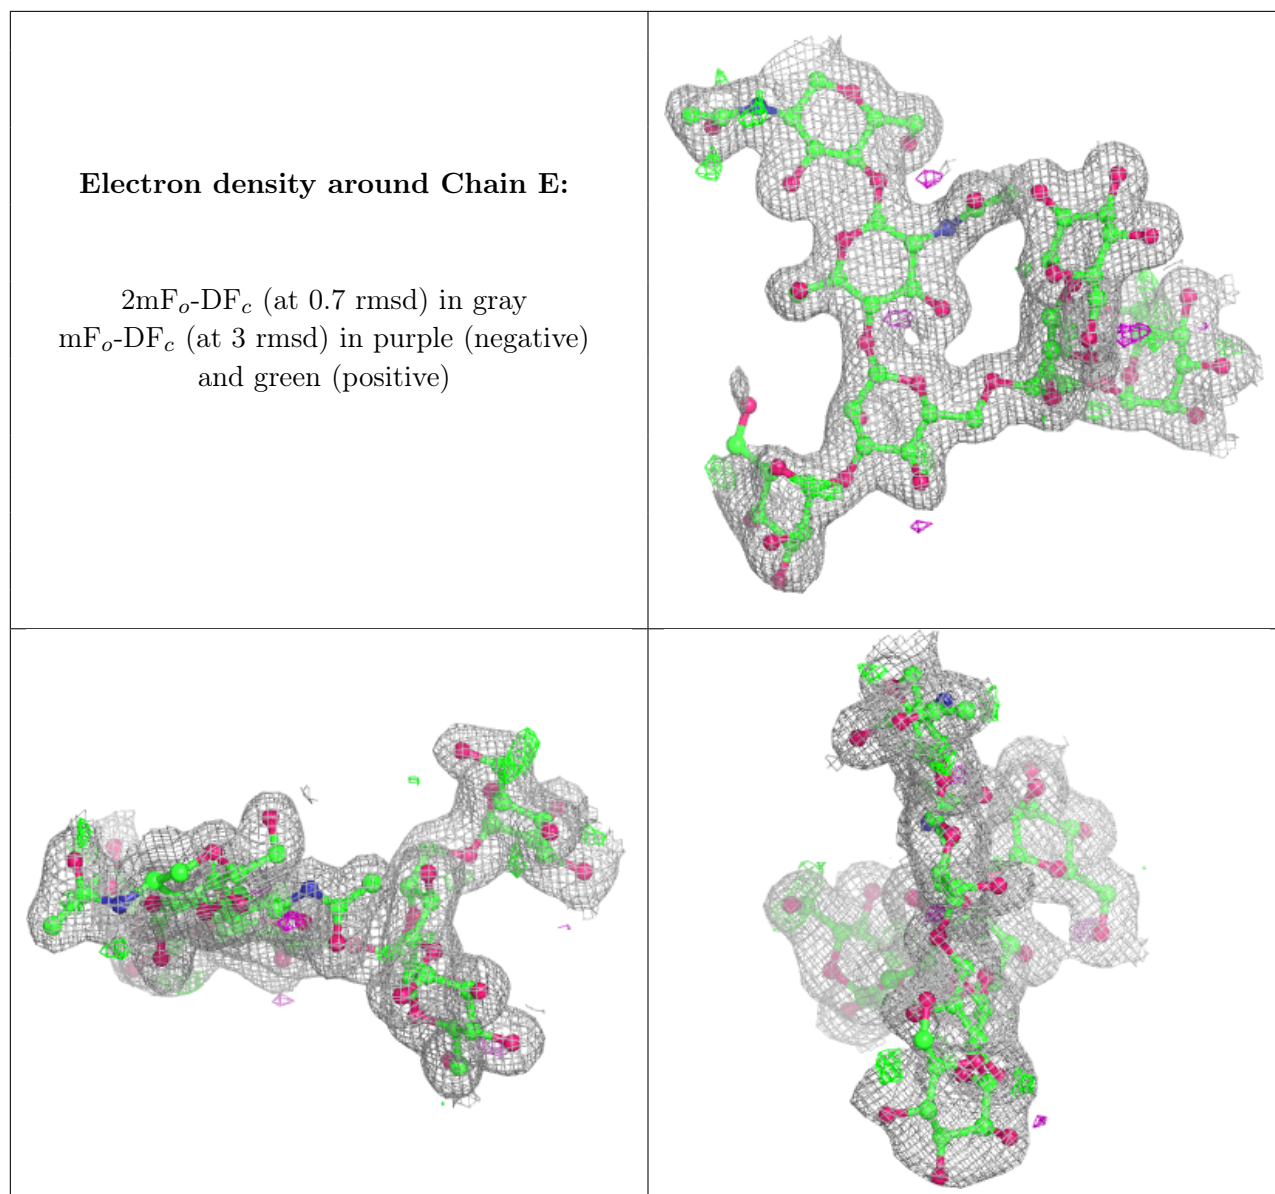 Electron density around Chain E:
2mFo-DFc (at 0.7 rmsd) in gray
mFo-DFc (at 3 rmsd) in purple (negative)
and green (positive)